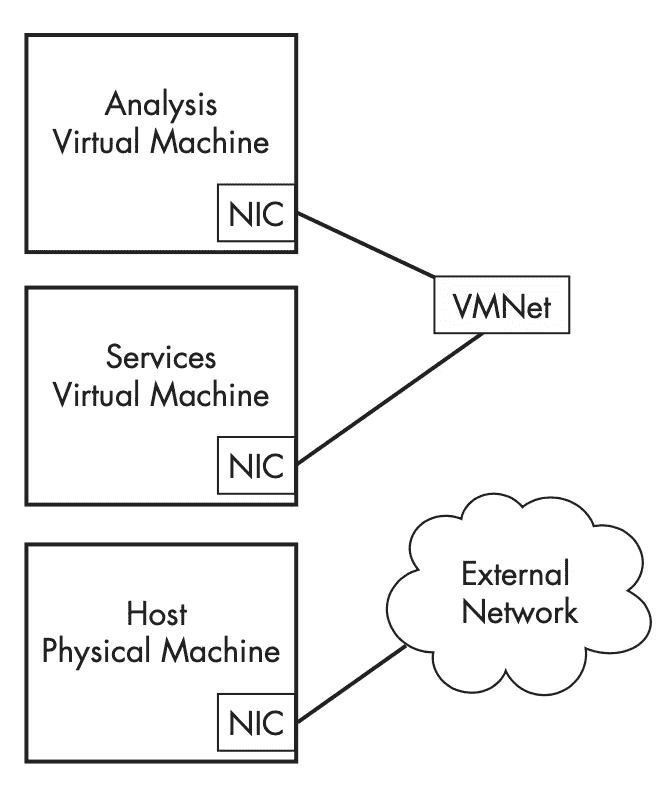 Analysis
Virtual Machine
NIC
VMNet
Services
Virtual Machine
NIC
External
Network
Host
Physical Machine
NIC